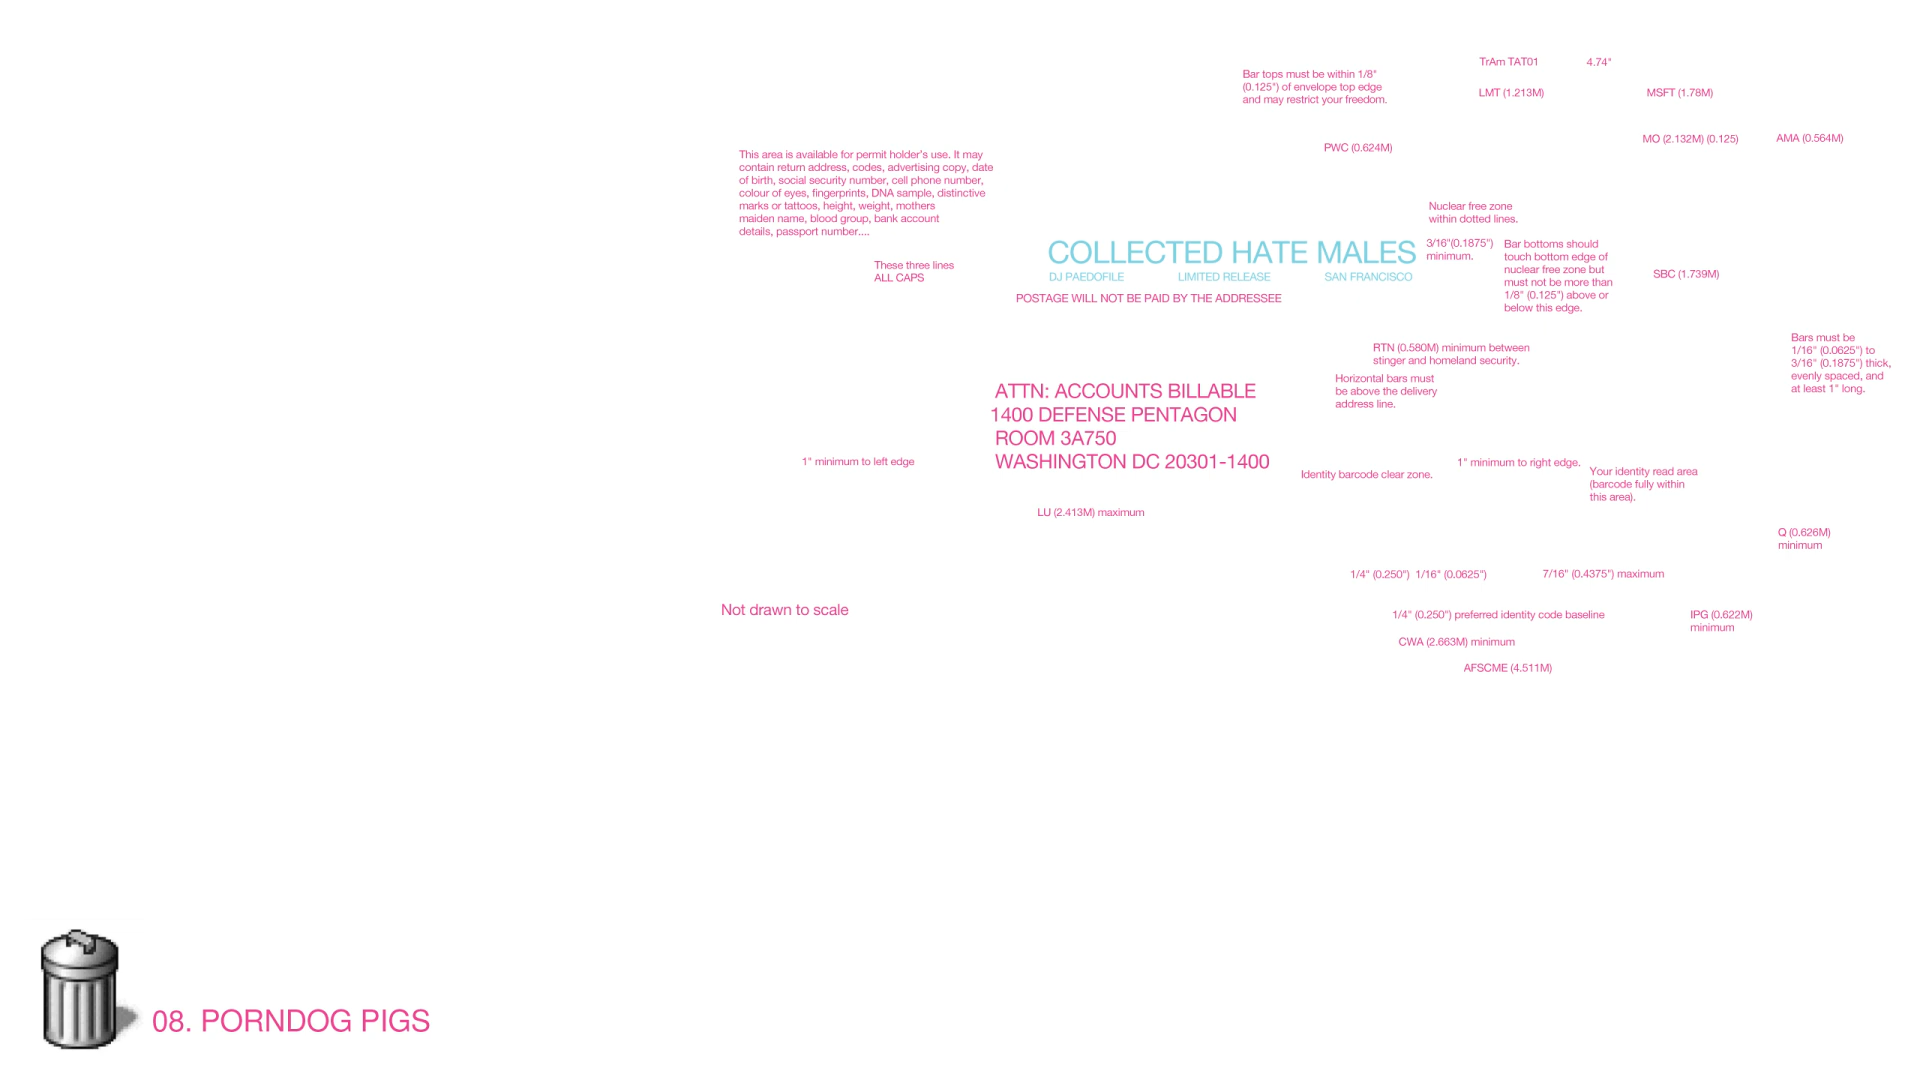 TrAm TAT01
4.74"
Bar tops must be within 1/8"
(0.125") of envelope top edge
and may restrict your freedom.
LMT (1.213M)
MSFT (1.78M)
MO (2.132M) (0.125)
AMA (0.564M)
PWC (0.624M)
This area is available for permit holder's use. It may
contain return address, codes, advertising copy, date
of birth, social security number, cell phone number,
colour of eyes, fingerprints, DNA sample, distinctive
marks or tattoos, height, weight, mothers
maiden name, blood group, bank account
details, passport number....
Nuclear free zone
within dotted lines.
COLLECTED HATE MALES
DJ PAEDOFILE
LIMITED RELEASE
SAN FRANCISCO
3/16"(0.1875")
minimum.
Bar bottoms should
touch bottom edge of
nuclear free zone but
must not be more than
1/8" (0.125") above or
below this edge.
SBC (1.739M)
These three lines
ALL CAPS
POSTAGE WILL NOT BE PAID BY THE ADDRESSEE
Bars must be
1/16" (0.0625") to
3/16" (0.1875") thick,
evenly spaced, and
at least 1" long.
RTN (0.580M) minimum between
stinger and homeland security.
Horizontal bars must
be above the delivery
address line.
ATTN: ACCOUNTS BILLABLE
1400 DEFENSE PENTAGON
ROOM 3A750
WASHINGTON DC 20301-1400
1" minimum to left edge
Identity barcode clear zone.
1" minimum to right edge.
Your identity read area
(barcode fully within
this area).
LU (2.413M) maximum
Q (0.626M)
minimum
1/4" (0.250")
1/16" (0.0625")
7/16" (0.4375") maximum
Not drawn to scale
1/4" (0.250") preferred identity code baseline
IPG (0.622M)
minimum
CWA (2.663M) minimum
AFSCME (4.511M)
08. PORNDOG PIGS